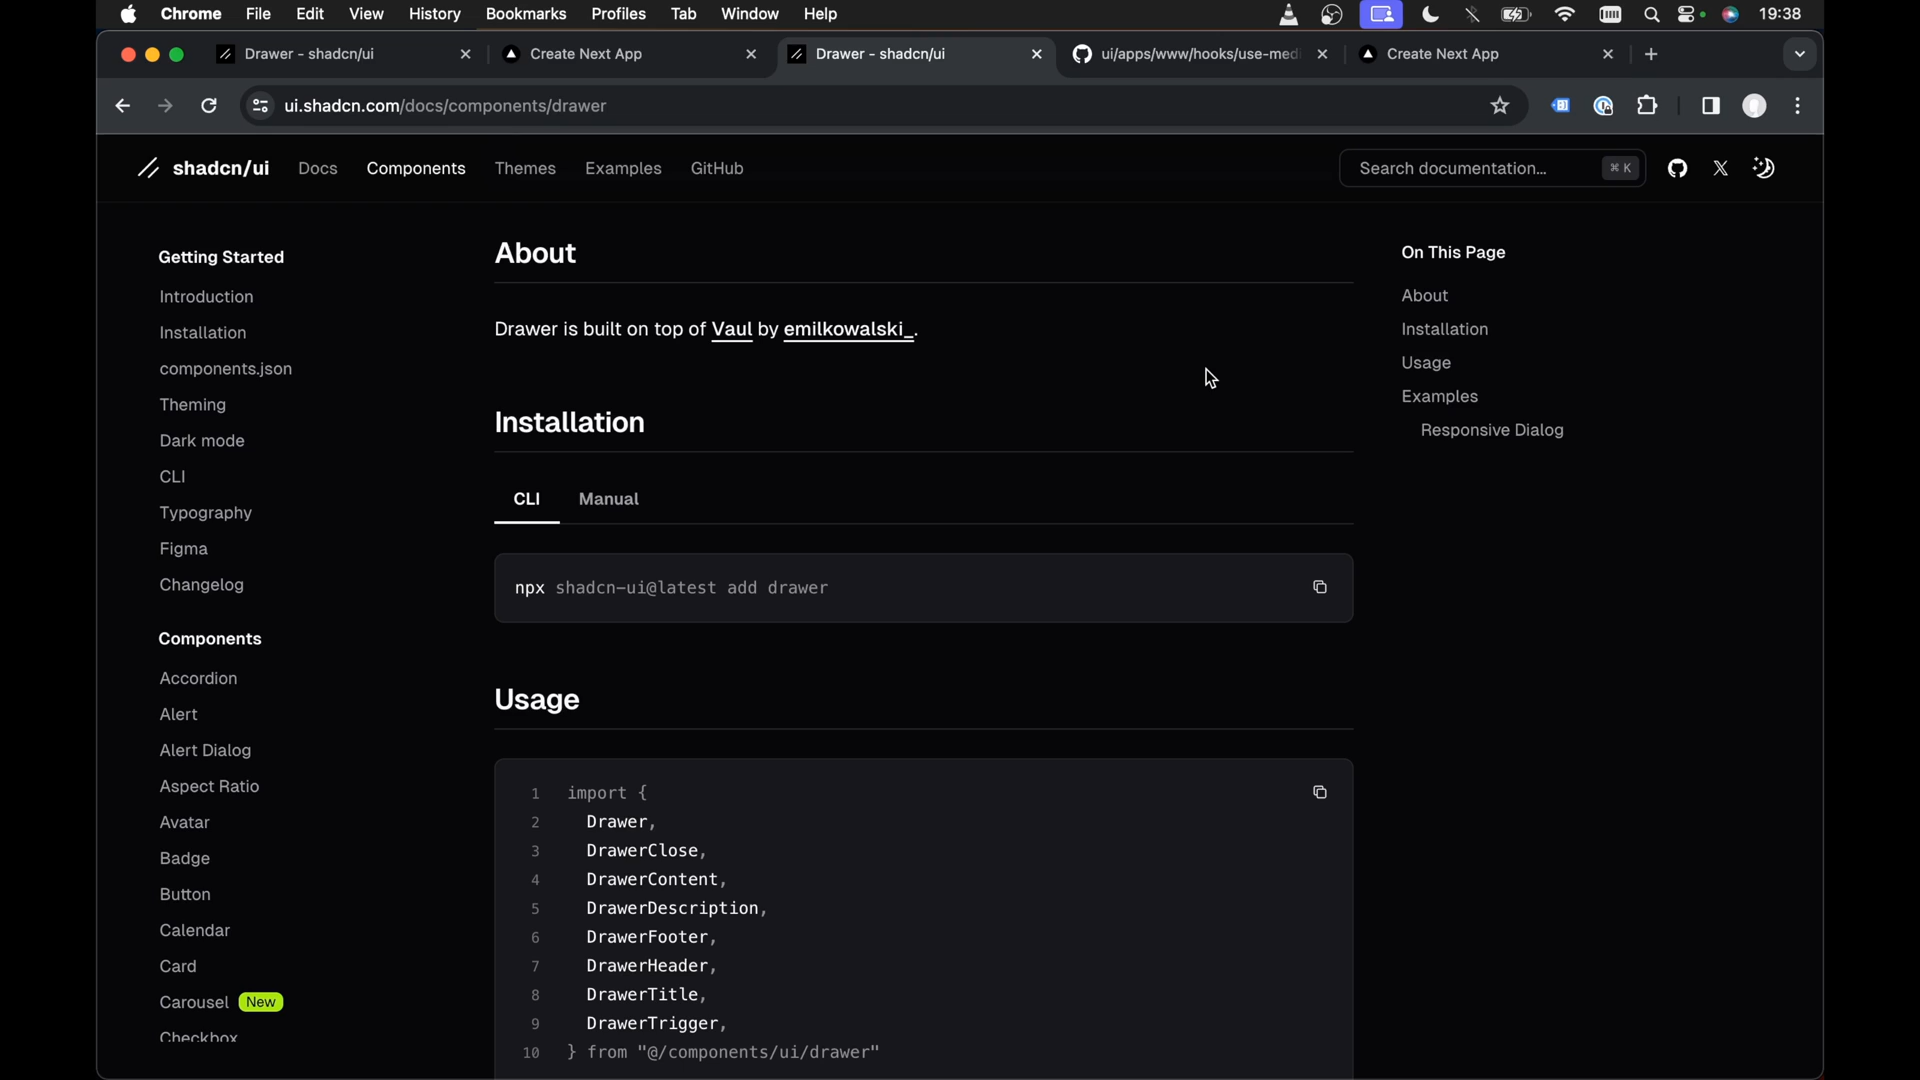 Chrome File Edit View History Bookmarks Profiles Tab Window Help 19:38
Drawer - shadcn/ui Create Next App Drawer - shadcn/ui ui/apps/www/hooks/use-medi Create Next App
ui.shadcn.com/docs/components/drawer
shadcn/ui Docs Components Themes Examples GitHub Search documentation... ⌘ K
Getting Started
Introduction
Installation
components.json
Theming
Dark mode
CLI
Typography
Figma
Changelog
Components
Accordion
Alert
Alert Dialog
Aspect Ratio
Avatar
Badge
Button
Calendar
Card
Carousel New
Checkbox
About
Drawer is built on top of Vaul by emilkowalski_.
Installation
CLI Manual
npx shadcn-ui@latest add drawer
Usage
1 import {
2 Drawer,
3 DrawerClose,
4 DrawerContent,
5 DrawerDescription,
6 DrawerFooter,
7 DrawerHeader,
8 DrawerTitle,
9 DrawerTrigger,
10 } from "@/components/ui/drawer"
On This Page
About
Installation
Usage
Examples
Responsive Dialog